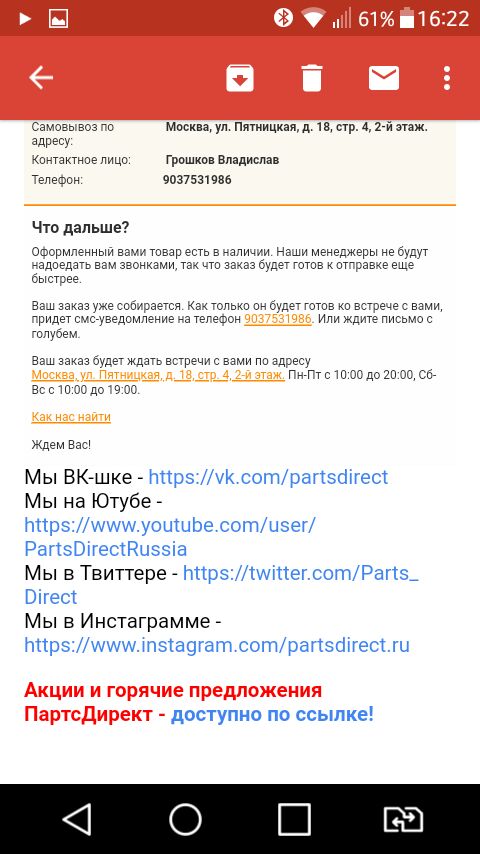 61% 16:22
Самовывоз по адресу: Москва, ул. Пятницкая, д. 18, стр. 4, 2-й этаж.
Контактное лицо: Грошков Владислав
Телефон: 9037531986
Что дальше?
Оформленный вами товар есть в наличии. Наши менеджеры не будут
надоедать вам звонками, так что заказ будет готов к отправке еще
быстрее.
Ваш заказ уже собирается. Как только он будет готов ко встрече с вами,
придет смс-уведомление на телефон 9037531986. Или ждите письмо с
голубем.
Ваш заказ будет ждать встречи с вами по адресу
Москва, ул. Пятницкая, д. 18, стр. 4, 2-й этаж. Пн-Пт с 10:00 до 20:00, Сб-
Вс с 10:00 до 19:00.
Как нас найти
Ждем Вас!
Мы ВК-шке - https://vk.com/partsdirect
Мы на Ютубе -
https://www.youtube.com/user/
PartsDirectRussia
Мы в Твиттере - https://twitter.com/Parts_
Direct
Мы в Инстаграмме -
https://www.instagram.com/partsdirect.ru
Акции и горячие предложения
ПартсДирект - доступно по ссылке!